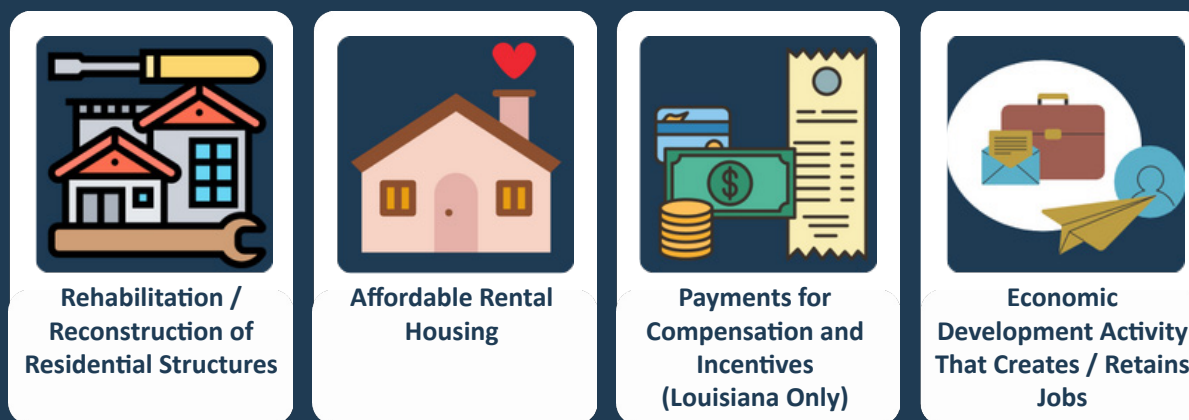 Rehabilitation /
Reconstruction of
Residential Structures
Affordable Rental
Housing
Payments for
Compensation and
Incentives
(Louisiana Only)
Economic
Development Activity
That Creates / Retains
Jobs